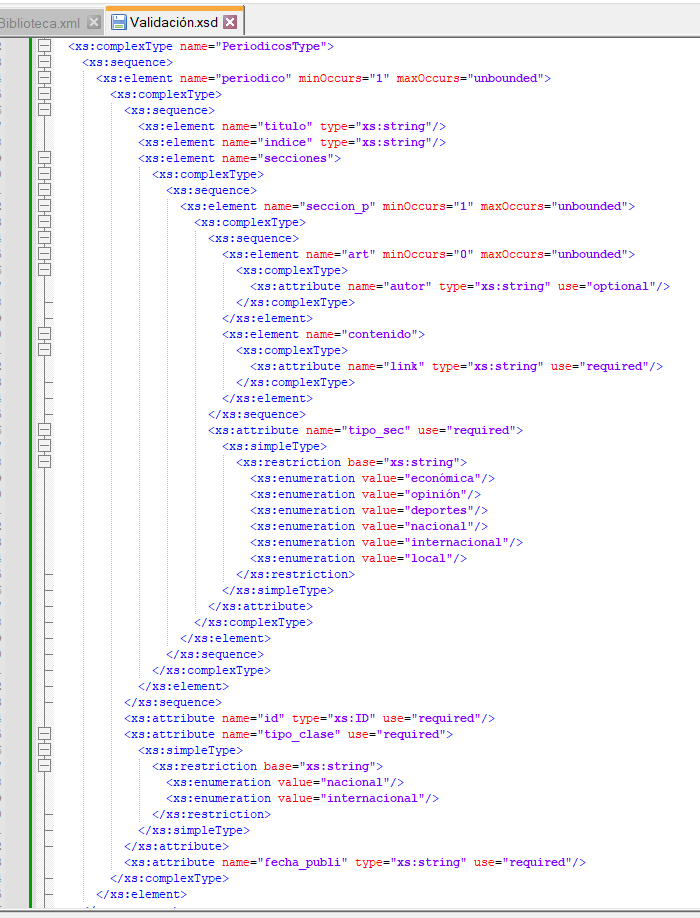 Biblioteca.xml Validación.xsd
<xs:complexType name="PeriodicosType">
<xs:sequence>
<xs:element name="periodico" minOccurs="1" maxOccurs="unbounded">
<xs:complexType>
<xs:sequence>
<xs:element name="titulo" type="xs:string"/>
<xs:element name="indice" type="xs:string"/>
<xs:element name="secciones">
<xs:complexType>
<xs:sequence>
<xs:element name="seccion_p" minOccurs="1" maxOccurs="unbounded">
<xs:complexType>
<xs:sequence>
<xs:element name="art" minOccurs="0" maxOccurs="unbounded">
<xs:complexType>
<xs:attribute name="autor" type="xs:string" use="optional"/>
</xs:complexType>
</xs:element>
<xs:element name="contenido">
<xs:complexType>
<xs:attribute name="link" type="xs:string" use="required"/>
</xs:complexType>
</xs:element>
</xs:sequence>
<xs:attribute name="tipo_sec" use="required">
<xs:simpleType>
<xs:restriction base="xs:string">
<xs:enumeration value="económica"/>
<xs:enumeration value="opinión"/>
<xs:enumeration value="deportes"/>
<xs:enumeration value="nacional"/>
<xs:enumeration value="internacional"/>
<xs:enumeration value="local"/>
</xs:restriction>
</xs:simpleType>
</xs:attribute>
</xs:complexType>
</xs:element>
</xs:sequence>
</xs:complexType>
</xs:element>
</xs:sequence>
<xs:attribute name="id" type="xs:ID" use="required"/>
<xs:attribute name="tipo_clase" use="required">
<xs:simpleType>
<xs:restriction base="xs:string">
<xs:enumeration value="nacional"/>
<xs:enumeration value="internacional"/>
</xs:restriction>
</xs:simpleType>
</xs:attribute>
<xs:attribute name="fecha_publi" type="xs:string" use="required"/>
</xs:complexType>
</xs:element>